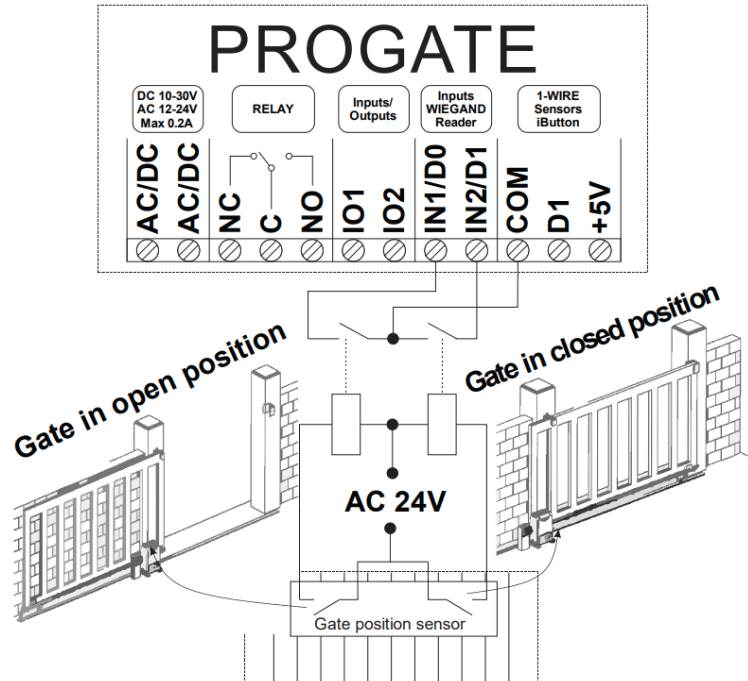 PROGATE
DC 10-30V
AC 12-24V
Max 0.2A
RELAY
Inputs/
Outputs
Inputs
WIEGAND
Reader
1-WIRE
Sensors
iButton
AC/DC
AC/DC
NC
C
NO
IO1
IO2
IN1/D0
IN2/D1
COM
D1
+5V
Gate in open position
Gate in closed position
AC 24V
Gate position sensor